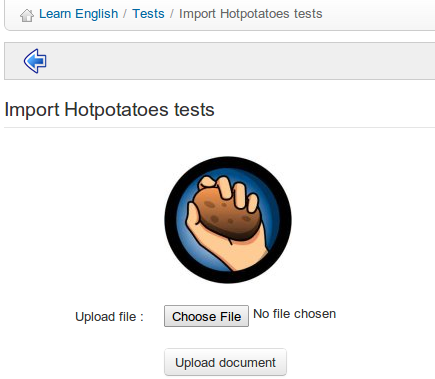 Learn English / Tests / Import Hotpotatoes tests
Import Hotpotatoes tests
Upload file : Choose File No file chosen
Upload document